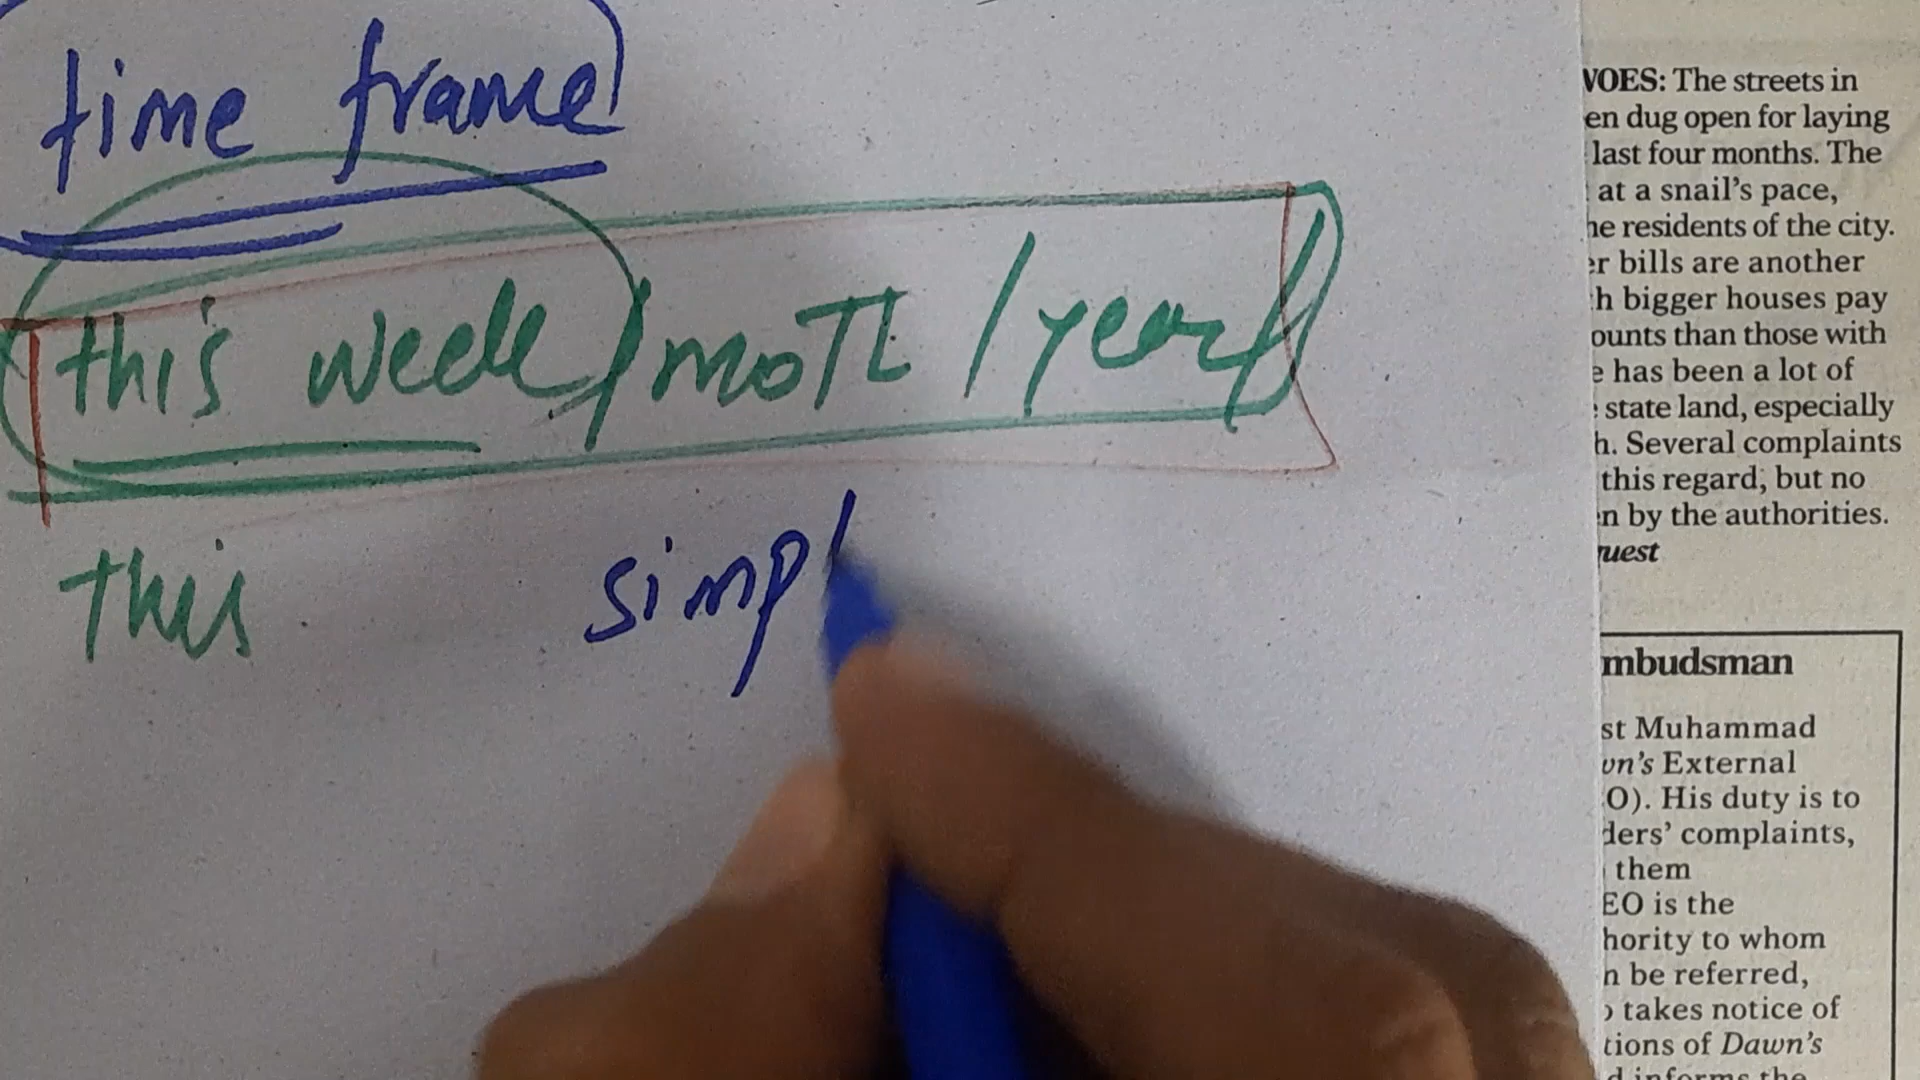 time frame
this week/moTh/year/
this simpl
VOES: The streets in
en dug open for laying
last four months. The
at a snail's pace,
he residents of the city.
er bills are another
h bigger houses pay
ounts than those with
e has been a lot of
state land, especially
h. Several complaints
this regard, but no
n by the authorities.
uest
mbudsman
st Muhammad
wn's External
O). His duty is to
ders' complaints,
them
EO is the
hority to whom
n be referred,
takes notice of
tions of Dawn's
d informs the